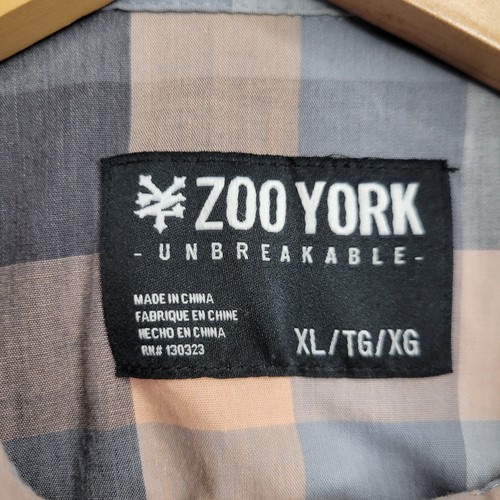 ZOO YORK
- UNBREAKABLE -
MADE IN CHINA
FABRIQUE EN CHINE
HECHO EN CHINA
RN# 130323
XL/TG/XG